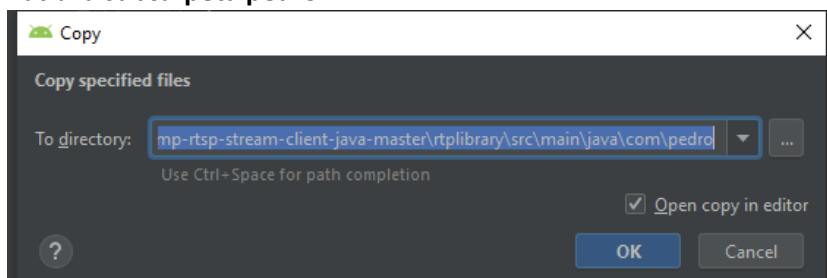 Copy
Copy specified files
To directory: mp-rtsp-stream-client-java-master\rtplibrary\src\main\java\com\pedro ...
Use Ctrl+Space for path completion
Open copy in editor
? OK Cancel